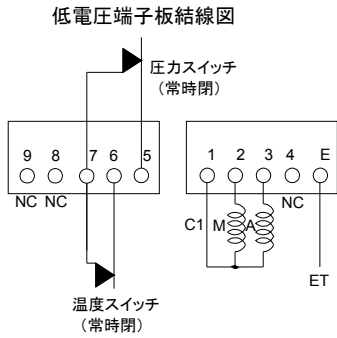 低電圧端子板結線図
圧力スイッチ
(常時閉)
9 8 7 6 5
NC NC
1 2 3 4 E
NC
C1 M A
ET
温度スイッチ
(常時閉)